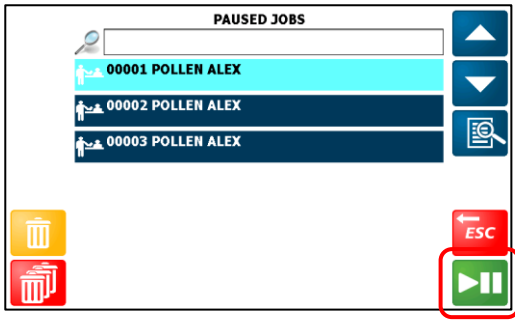 PAUSED JOBS
00001 POLLEN ALEX
00002 POLLEN ALEX
00003 POLLEN ALEX
ESC